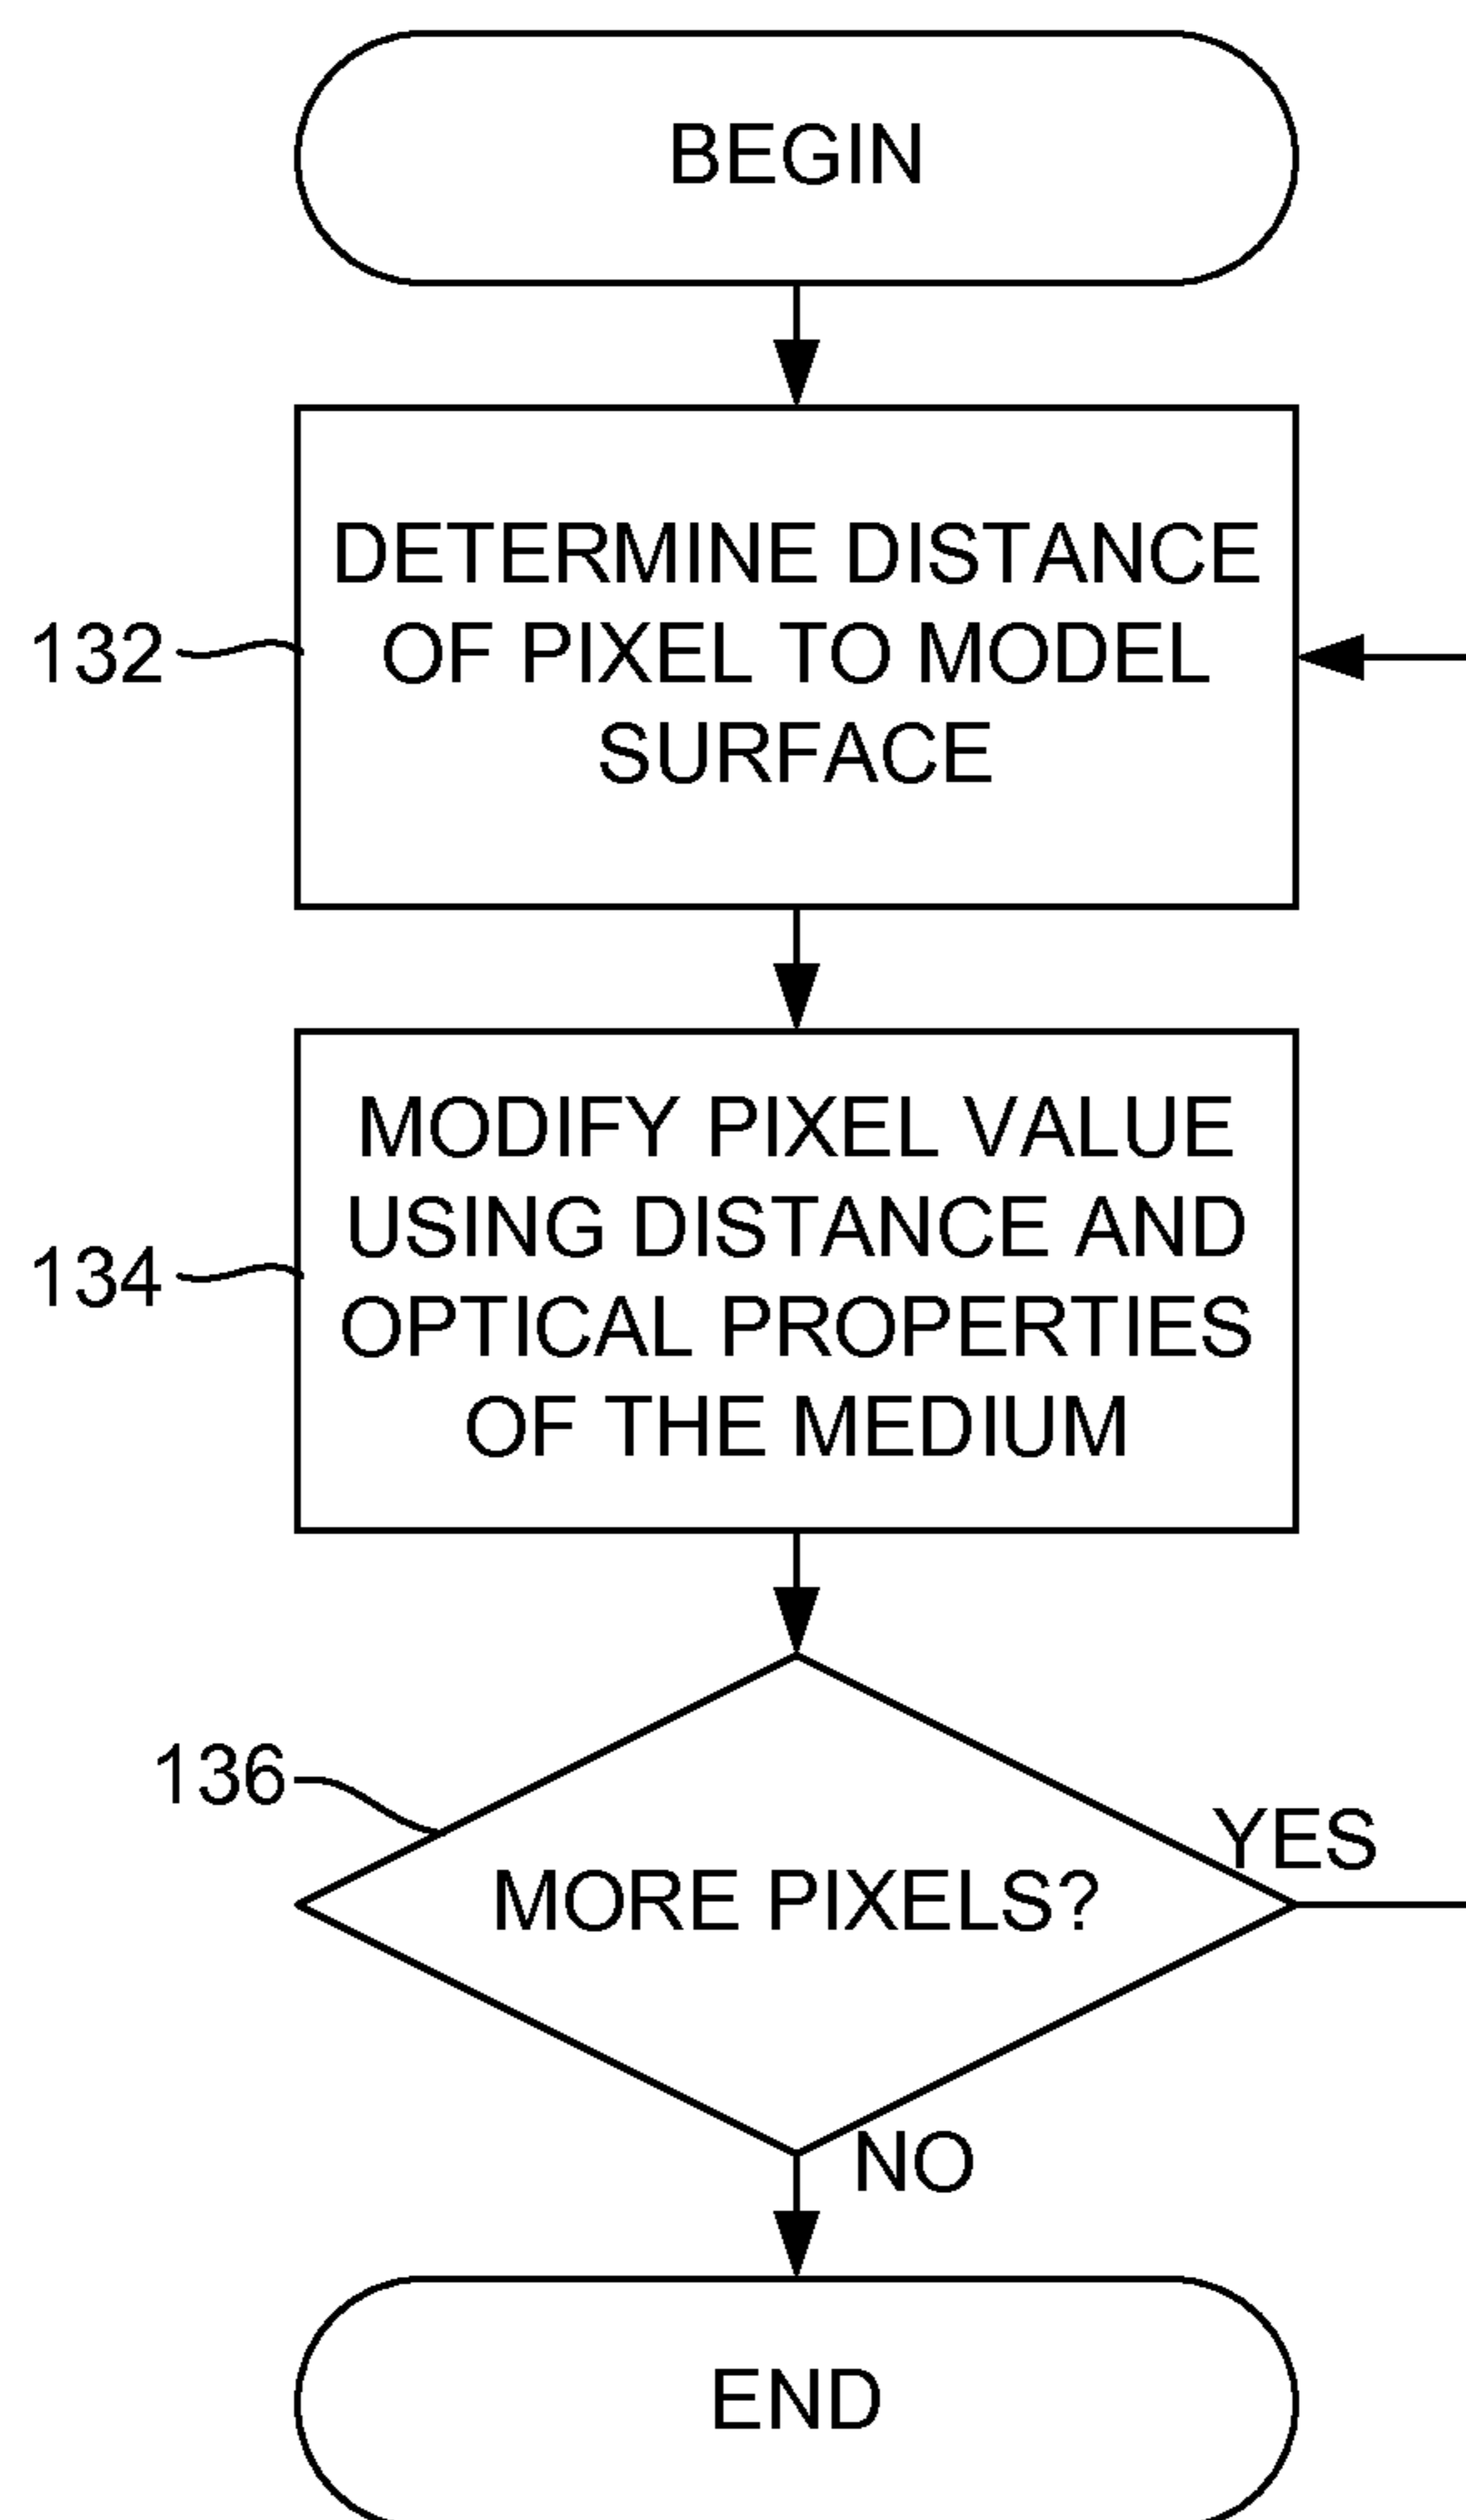 BEGIN
132
DETERMINE DISTANCE
OF PIXEL TO MODEL
SURFACE
134
MODIFY PIXEL VALUE
USING DISTANCE AND
OPTICAL PROPERTIES
OF THE MEDIUM
136
MORE PIXELS?
YES
NO
END